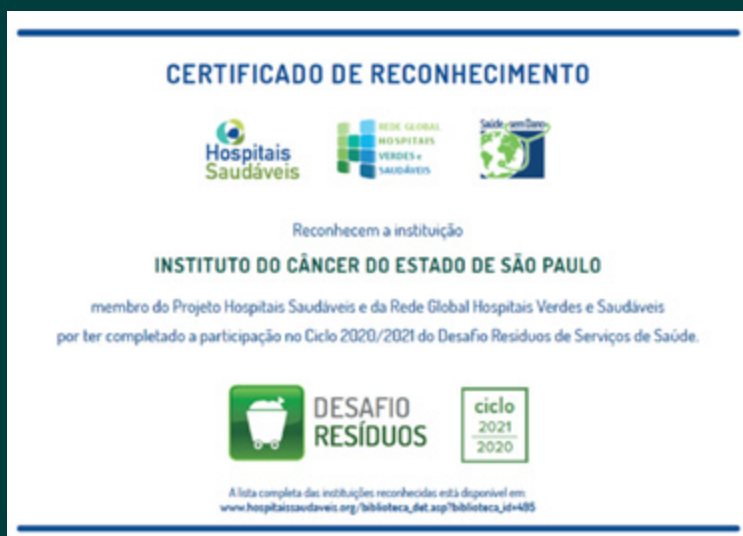 CERTIFICADO DE RECONHECIMENTO
Hospitais
Saudáveis
REDE GLOBAL
HOSPITAIS
VERDES e
SAUDÁVEIS
Saúde sem Dano
Reconhecem a instituição
INSTITUTO DO CÂNCER DO ESTADO DE SÃO PAULO
membro do Projeto Hospitais Saudáveis e da Rede Global Hospitais Verdes e Saudáveis
por ter completado a participação no Ciclo 2020/2021 do Desafio Resíduos de Serviços de Saúde.
DESAFIO
RESÍDUOS
ciclo
2021
2020
A lista completa das instituições reconhecidas está disponível em
www.hospitaissaudaveis.org/biblioteca_det.asp?biblioteca_id=495